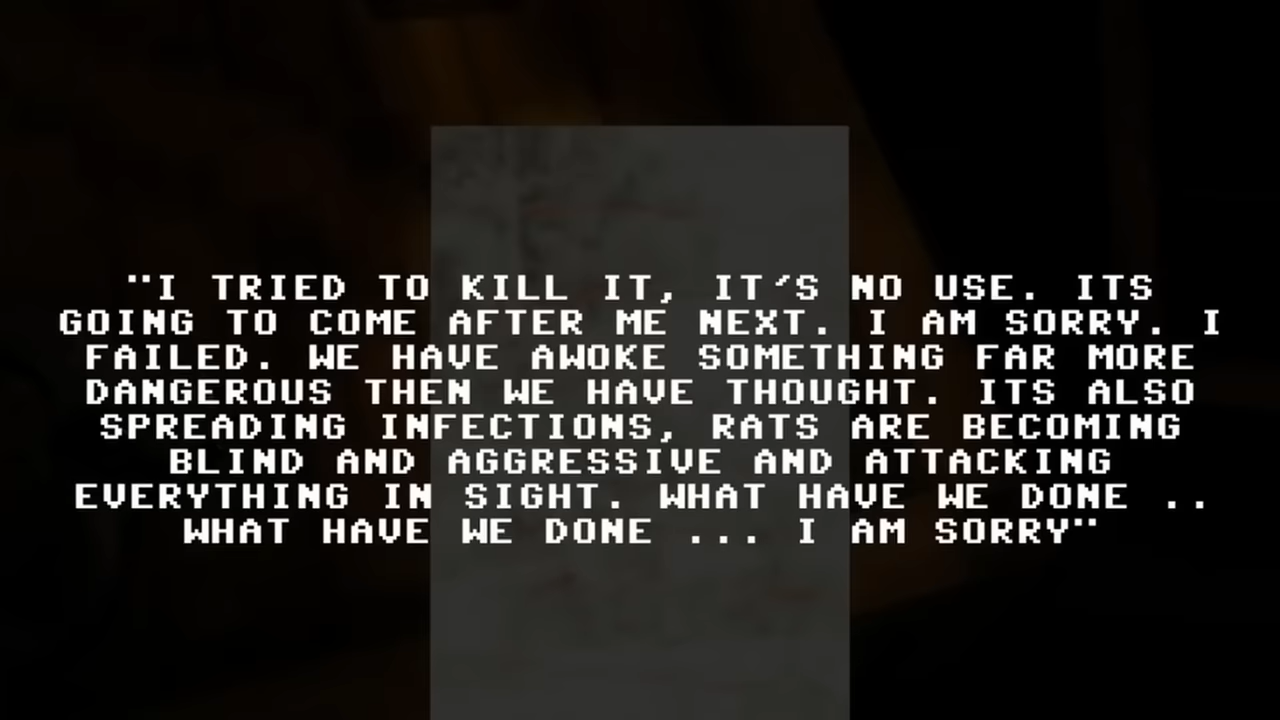 "I TRIED TO KILL IT, IT'S NO USE. ITS
GOING TO COME AFTER ME NEXT. I AM SORRY. I
FAILED. WE HAVE AWOKE SOMETHING FAR MORE
DANGEROUS THEN WE HAVE THOUGHT. ITS ALSO
SPREADING INFECTIONS, RATS ARE BECOMING
BLIND AND AGGRESSIVE AND ATTACKING
EVERYTHING IN SIGHT. WHAT HAVE WE DONE ..
WHAT HAVE WE DONE ... I AM SORRY"